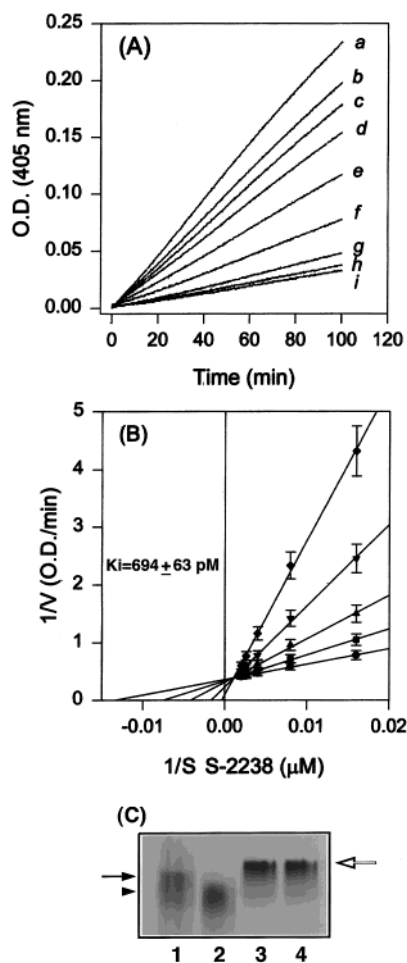 (A)
O.D. (405 nm)
0.25
0.20
0.15
0.10
0.05
0.00
a
b
c
d
e
f
g
h
i
0 20 40 60 80 100 120
Time (min)
(B)
1/V (O.D./min)
5
4
3
2
1
0
Ki=694 ± 63 pM
-0.01 0.00 0.01 0.02
1/S S-2238 (µM)
(C)
1 2 3 4